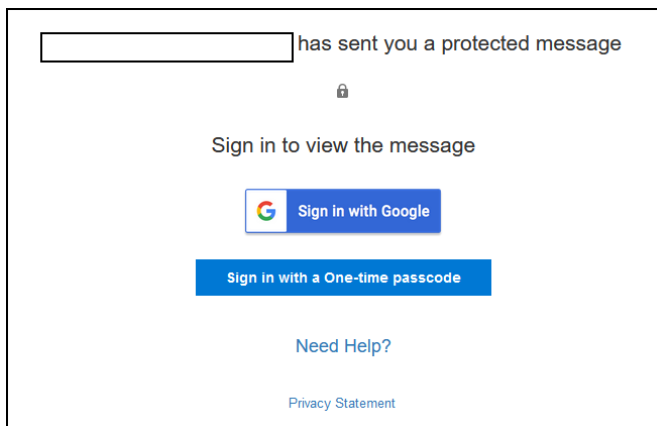 has sent you a protected message
Sign in to view the message
Sign in with Google
Sign in with a One-time passcode
Need Help?
Privacy Statement